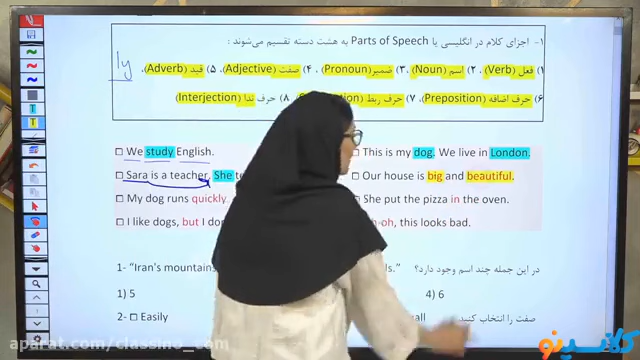 ۱- اجزای کلام در انگلیسی یا Parts of Speech به هشت دسته تقسیم می‌شوند :
ly
۱) فعل (Verb)، ۲) اسم (Noun)، ۳) ضمیر (Pronoun)، ۴) صفت (Adjective)، ۵) قید (Adverb)،
۶) حرف اضافه (Preposition)، ۷) حرف ربط ۸) حرف ندا (Interjection)
We study English.
This is my dog. We live in London.
Sara is a teacher. She
Our house is big and beautiful.
My dog runs quickly.
She put the pizza in the oven.
I like dogs, but I
oh, this looks bad.
1- "Iran's
در این جمله چند اسم وجود دارد؟
1) 5
4) 6
2- Easily
صفت را انتخاب کنید.
aparat.com/classino_com
کلاسینو